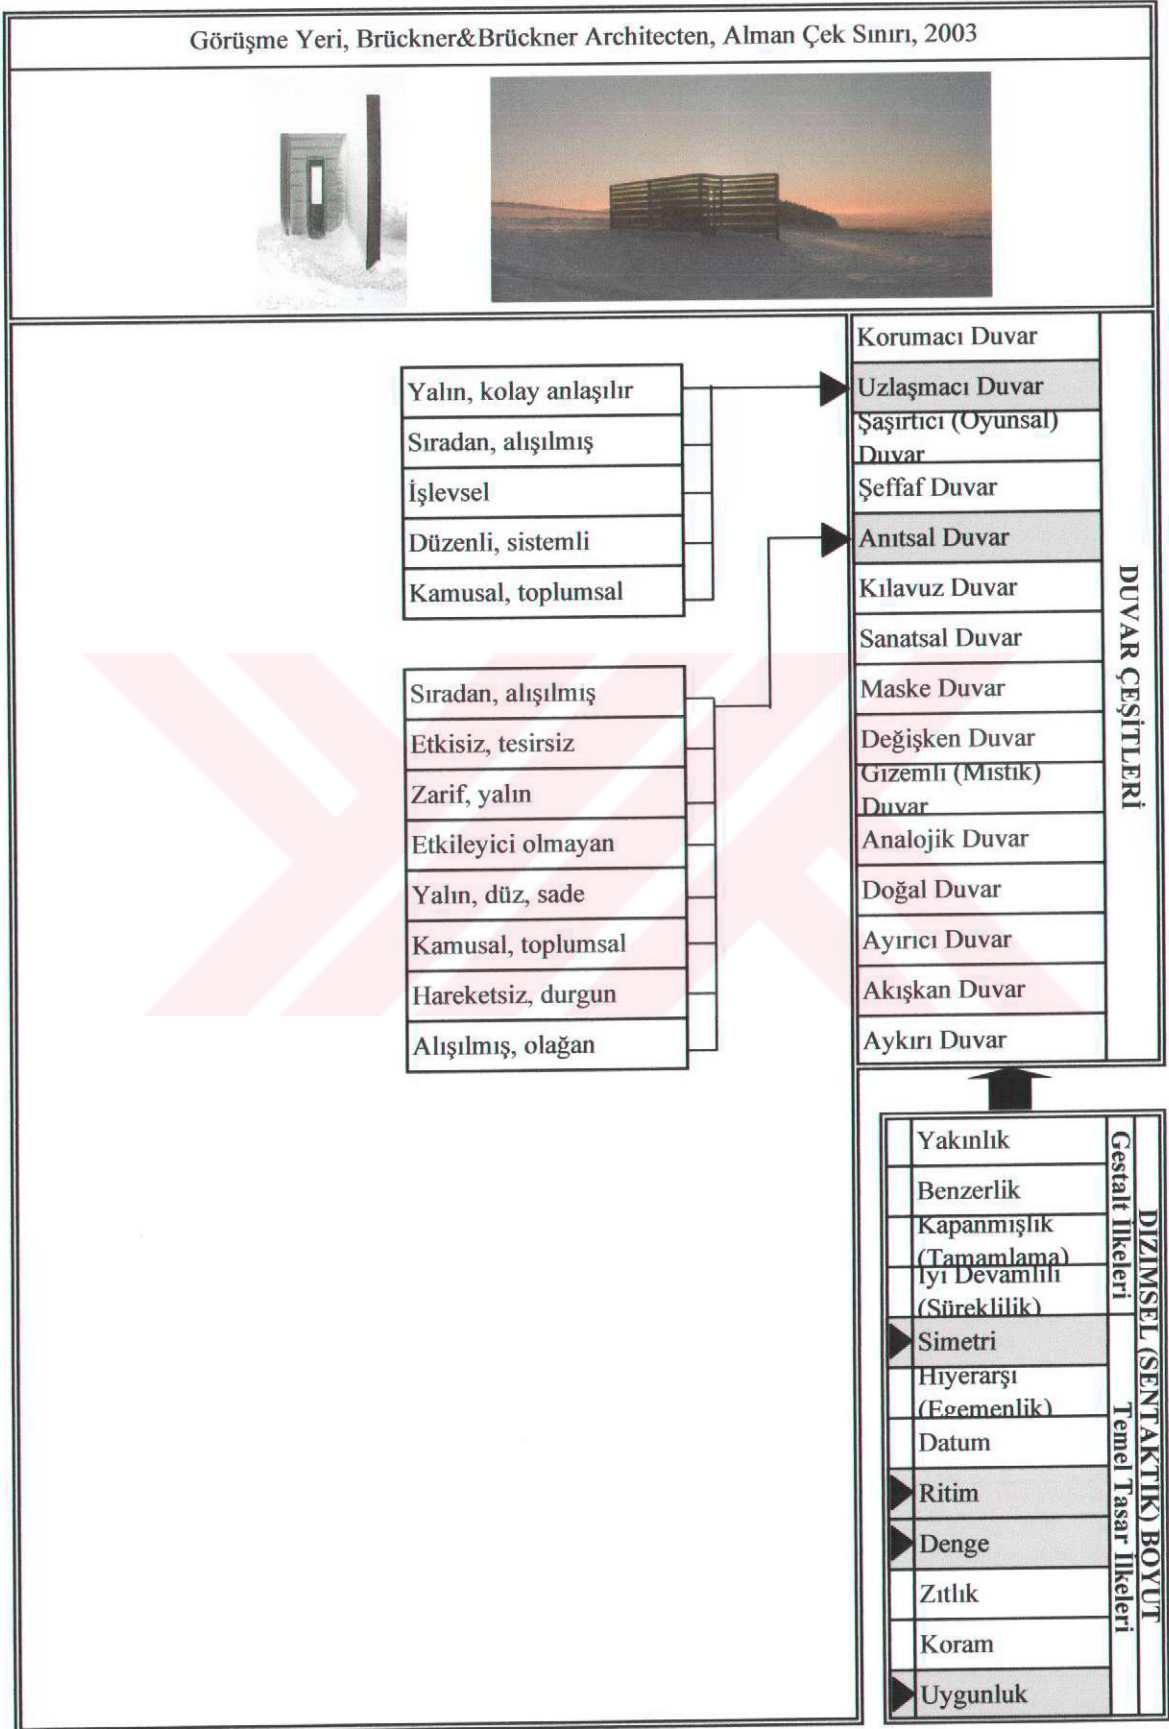 Görüşme Yeri, Brückner&Brückner Architecten, Alman Çek Sınırı, 2003
Yalın, kolay anlaşılır
Sıradan, alışılmış
İşlevsel
Düzenli, sistemli
Kamusal, toplumsal
Sıradan, alışılmış
Etkisiz, tesirsiz
Zarif, yalın
Etkileyici olmayan
Yalın, düz, sade
Kamusal, toplumsal
Hareketsiz, durgun
Alışılmış, olağan
Korumacı Duvar
Uzlaşmacı Duvar
Şaşırtıcı (Oyunsal)
Duvar
Şeffaf Duvar
Anıtsal Duvar
Kılavuz Duvar
Sanatsal Duvar
Maske Duvar
Değişken Duvar
Gizemli (Mistik)
Duvar
Analojik Duvar
Doğal Duvar
Ayırıcı Duvar
Akışkan Duvar
Aykırı Duvar
DUVAR ÇEŞİTLERİ
Yakınlık
Benzerlik
Kapanmışlık
(Tamamlama)
İyi Devamlılı
(Süreklilik)
Simetri
Hiyerarşi
(Egemenlik)
Datum
Ritim
Denge
Zıtlık
Koram
Uygunluk
Gestalt İlkeleri
Temel Tasar İlkeleri
DİZİMSEL (SENTAKTİK) BOYUT